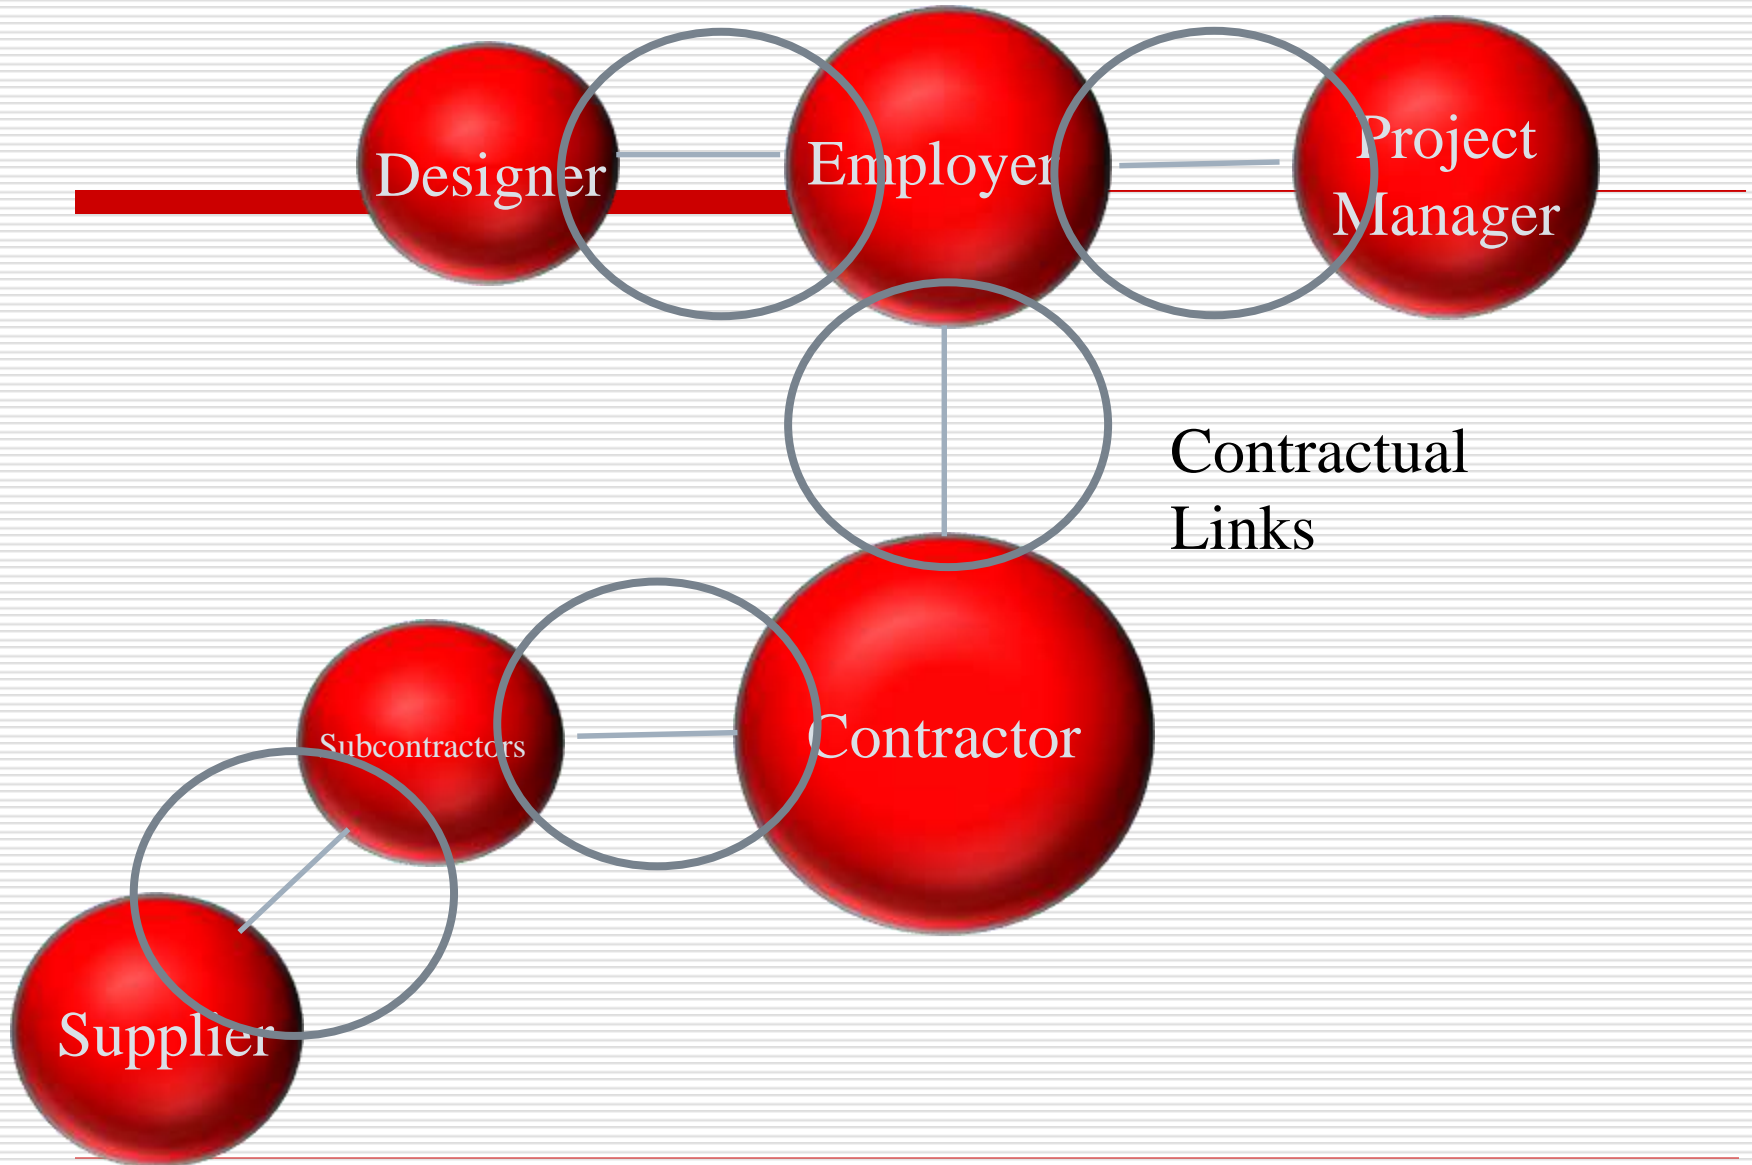 Designer
Employer
Project
Manager
Contractual
Links
Subcontractors
Contractor
Supplier